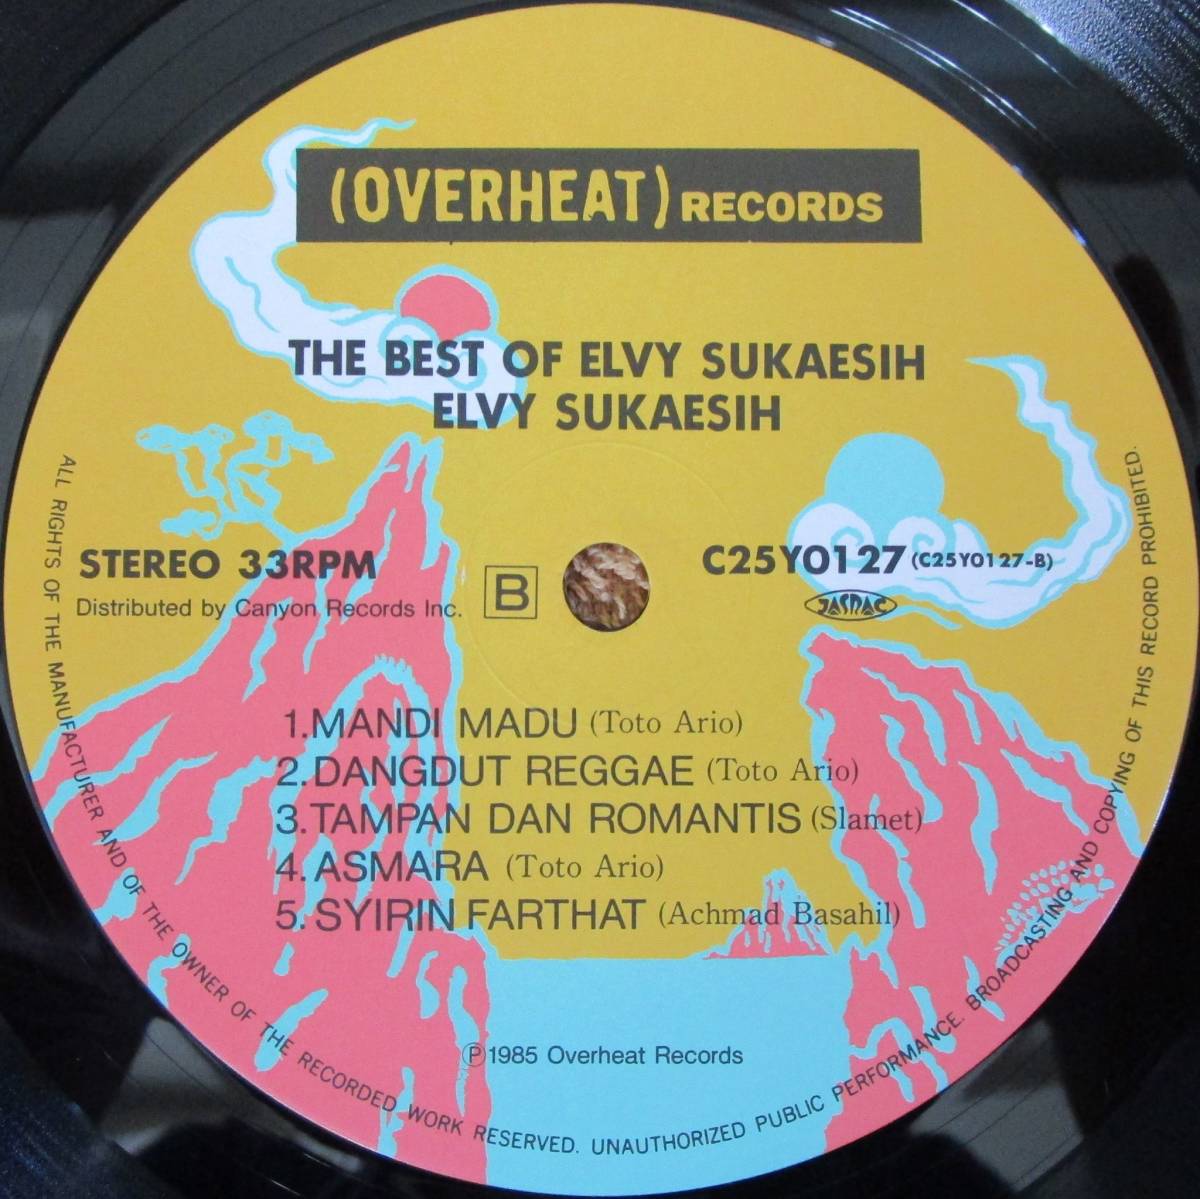 (OVERHEAT) RECORDS
THE BEST OF ELVY SUKAESIH
ELVY SUKAESIH
STEREO 33RPM
Distributed by Canyon Records Inc.
B
C25Y0127 (C25Y0127-B)
JASRAC
1. MANDI MADU (Toto Ario)
2. DANGDUT REGGAE (Toto Ario)
3. TAMPAN DAN ROMANTIS (Slamet)
4. ASMARA (Toto Ario)
5. SYIRIN FARTHAT (Achmad Basahil)
Ⓟ1985 Overheat Records
ALL RIGHTS OF THE MANUFACTURER AND OF THE OWNER OF THE RECORDED WORK RESERVED. UNAUTHORIZED PUBLIC PERFORMANCE. BROADCASTING AND COPYING OF THIS RECORD PROHIBITED.